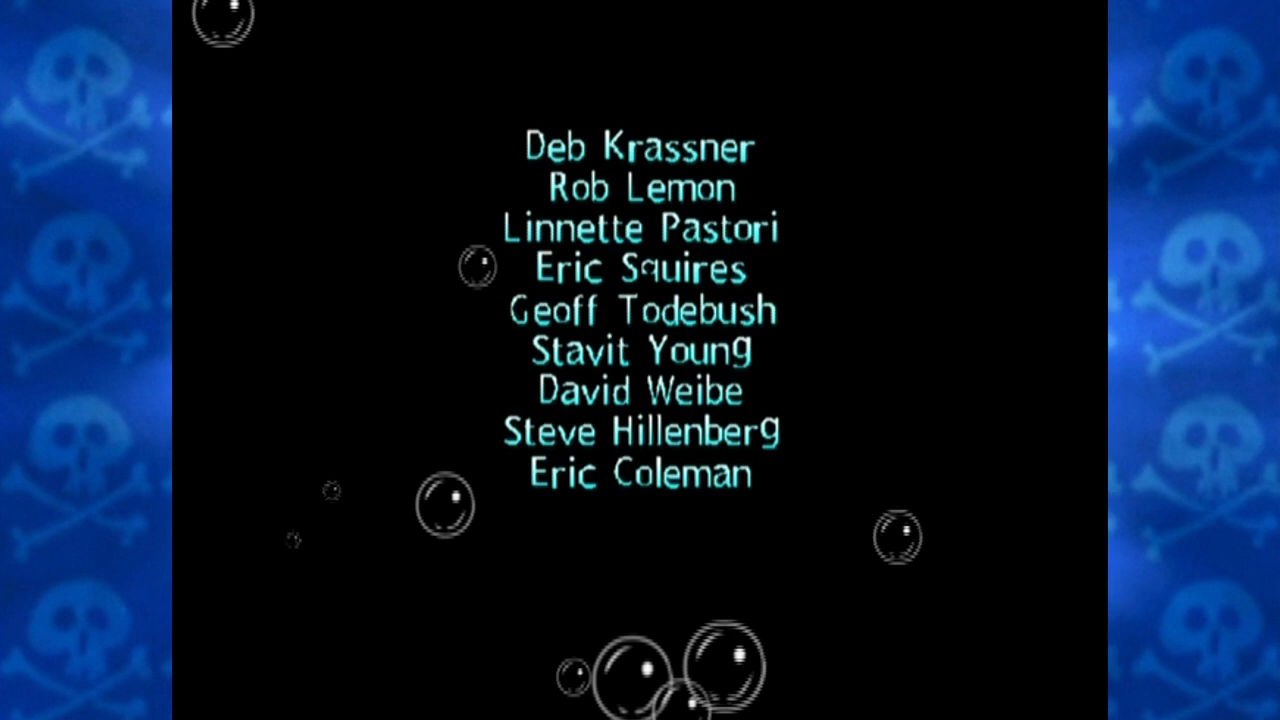 Deb Krassner
Rob Lemon
Linnette Pastori
Eric Squires
Geoff Todebush
Stavit Young
David Weibe
Steve Hillenberg
Eric Coleman